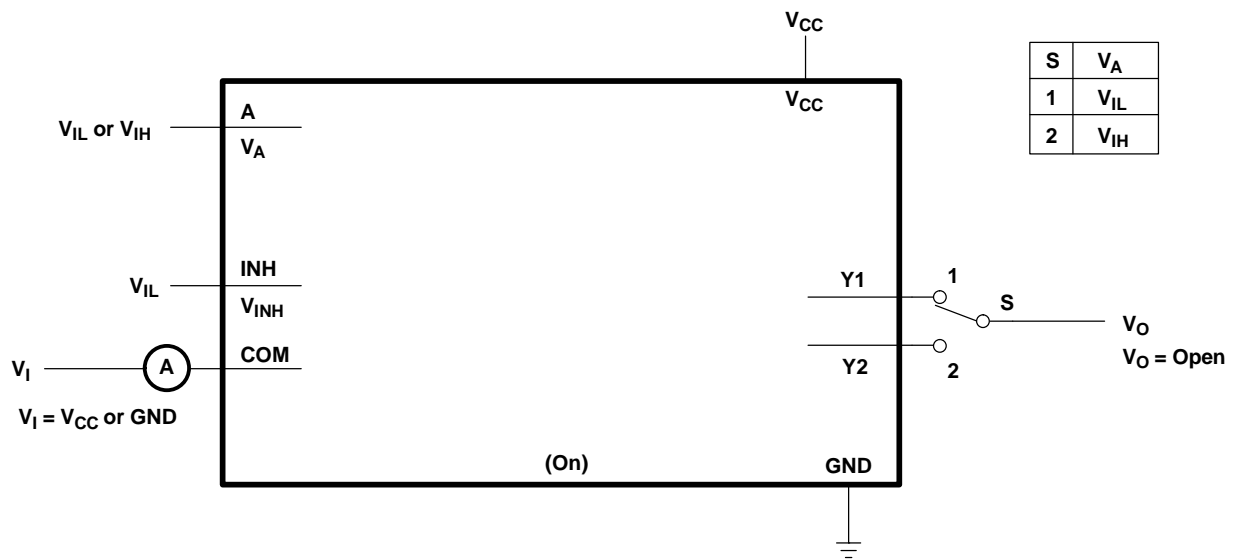 VCC
S VA
1 VIL
2 VIH
VCC
A
VIL or VIH
VA
INH
VIL
VINH
Y1
1
S
VO
VO = Open
Y2
2
COM
A
VI
VI = VCC or GND
(On)
GND